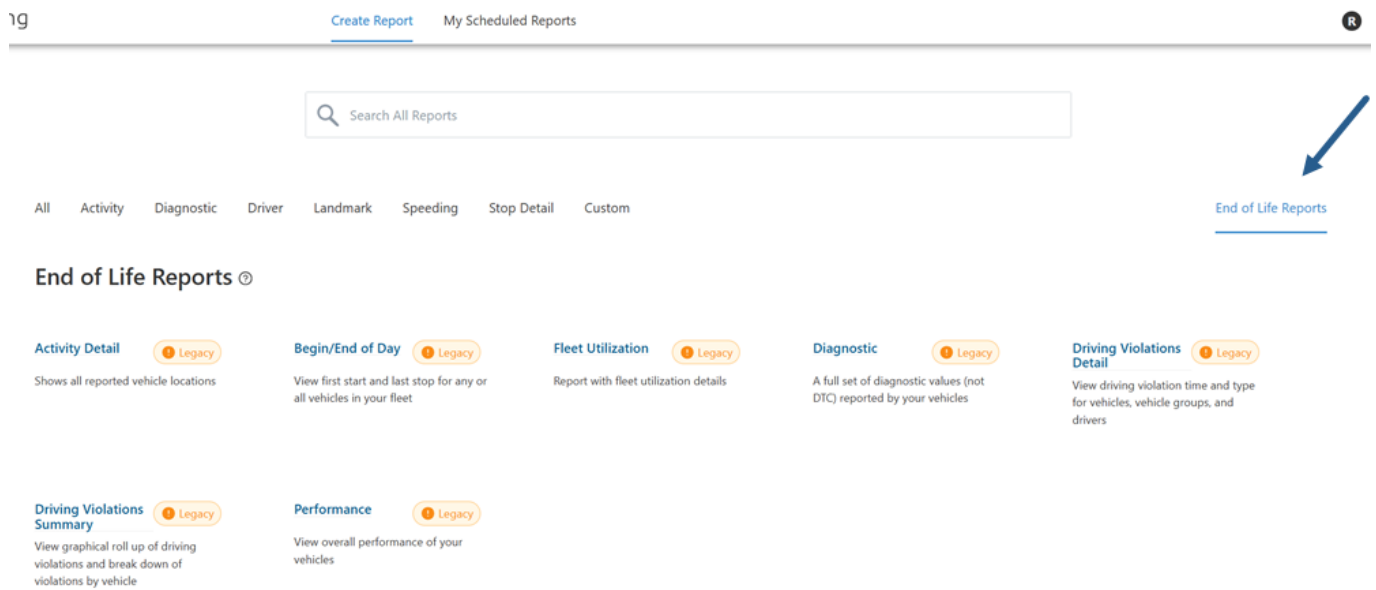 ng
Create Report
My Scheduled Reports
R
Search All Reports
All
Activity
Diagnostic
Driver
Landmark
Speeding
Stop Detail
Custom
End of Life Reports
End of Life Reports ?
Activity Detail
! Legacy
Shows all reported vehicle locations
Begin/End of Day
! Legacy
View first start and last stop for any or
all vehicles in your fleet
Fleet Utilization
! Legacy
Report with fleet utilization details
Diagnostic
! Legacy
A full set of diagnostic values (not
DTC) reported by your vehicles
Driving Violations
Detail
! Legacy
View driving violation time and type
for vehicles, vehicle groups, and
drivers
Driving Violations
Summary
! Legacy
View graphical roll up of driving
violations and break down of
violations by vehicle
Performance
! Legacy
View overall performance of your
vehicles